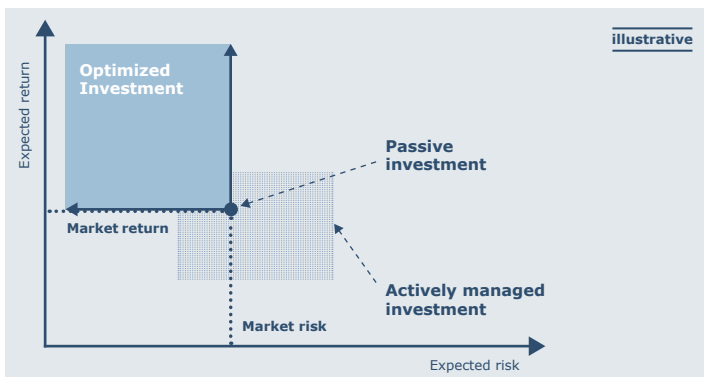 illustrative
Expected return
Optimized
Investment
Passive
investment
Market return
Actively managed
investment
Market risk
Expected risk